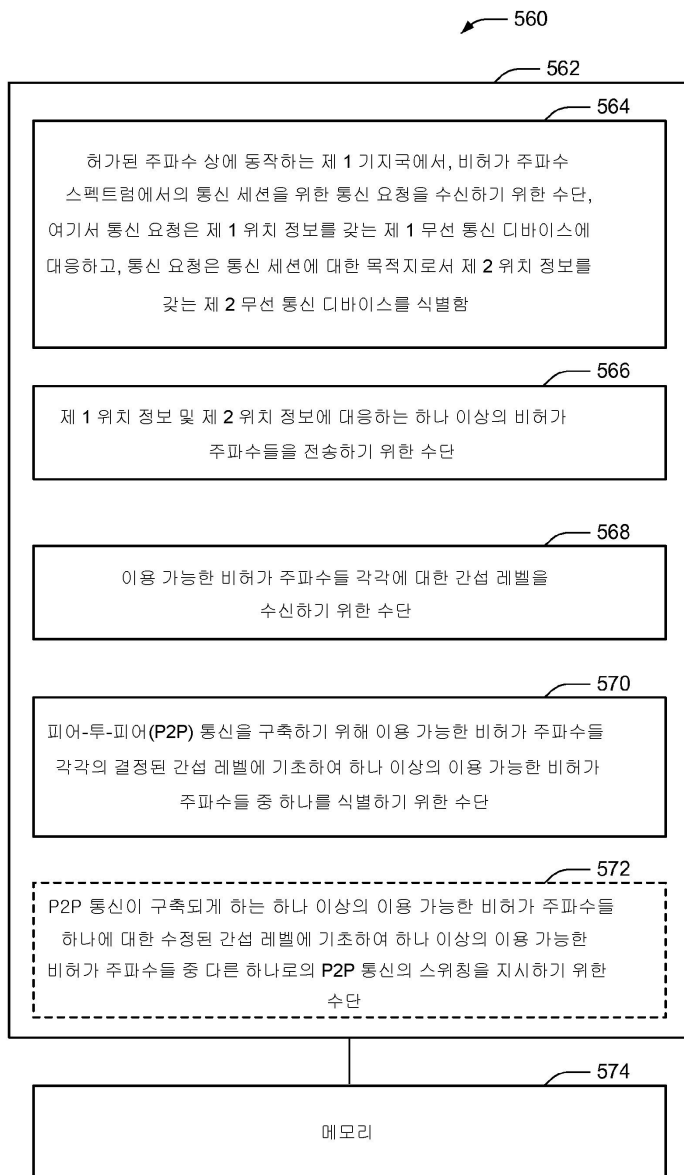 560
562
564
허가된 주파수 상에 동작하는 제 1 기지국에서, 비허가 주파수
스펙트럼에서의 통신 세션을 위한 통신 요청을 수신하기 위한 수단,
여기서 통신 요청은 제 1 위치 정보를 갖는 제 1 무선 통신 디바이스에
대응하고, 통신 요청은 통신 세션에 대한 목적지로서 제 2 위치 정보를
갖는 제 2 무선 통신 디바이스를 식별함
566
제 1 위치 정보 및 제 2 위치 정보에 대응하는 하나 이상의 비허가
주파수들을 전송하기 위한 수단
568
이용 가능한 비허가 주파수들 각각에 대한 간섭 레벨을
수신하기 위한 수단
570
피어-투-피어(P2P) 통신을 구축하기 위해 이용 가능한 비허가 주파수들
각각의 결정된 간섭 레벨에 기초하여 하나 이상의 이용 가능한 비허가
주파수들 중 하나를 식별하기 위한 수단
572
P2P 통신이 구축되게 하는 하나 이상의 이용 가능한 비허가 주파수들
하나에 대한 수정된 간섭 레벨에 기초하여 하나 이상의 이용 가능한
비허가 주파수들 중 다른 하나로의 P2P 통신의 스위칭을 지시하기 위한
수단
574
메모리